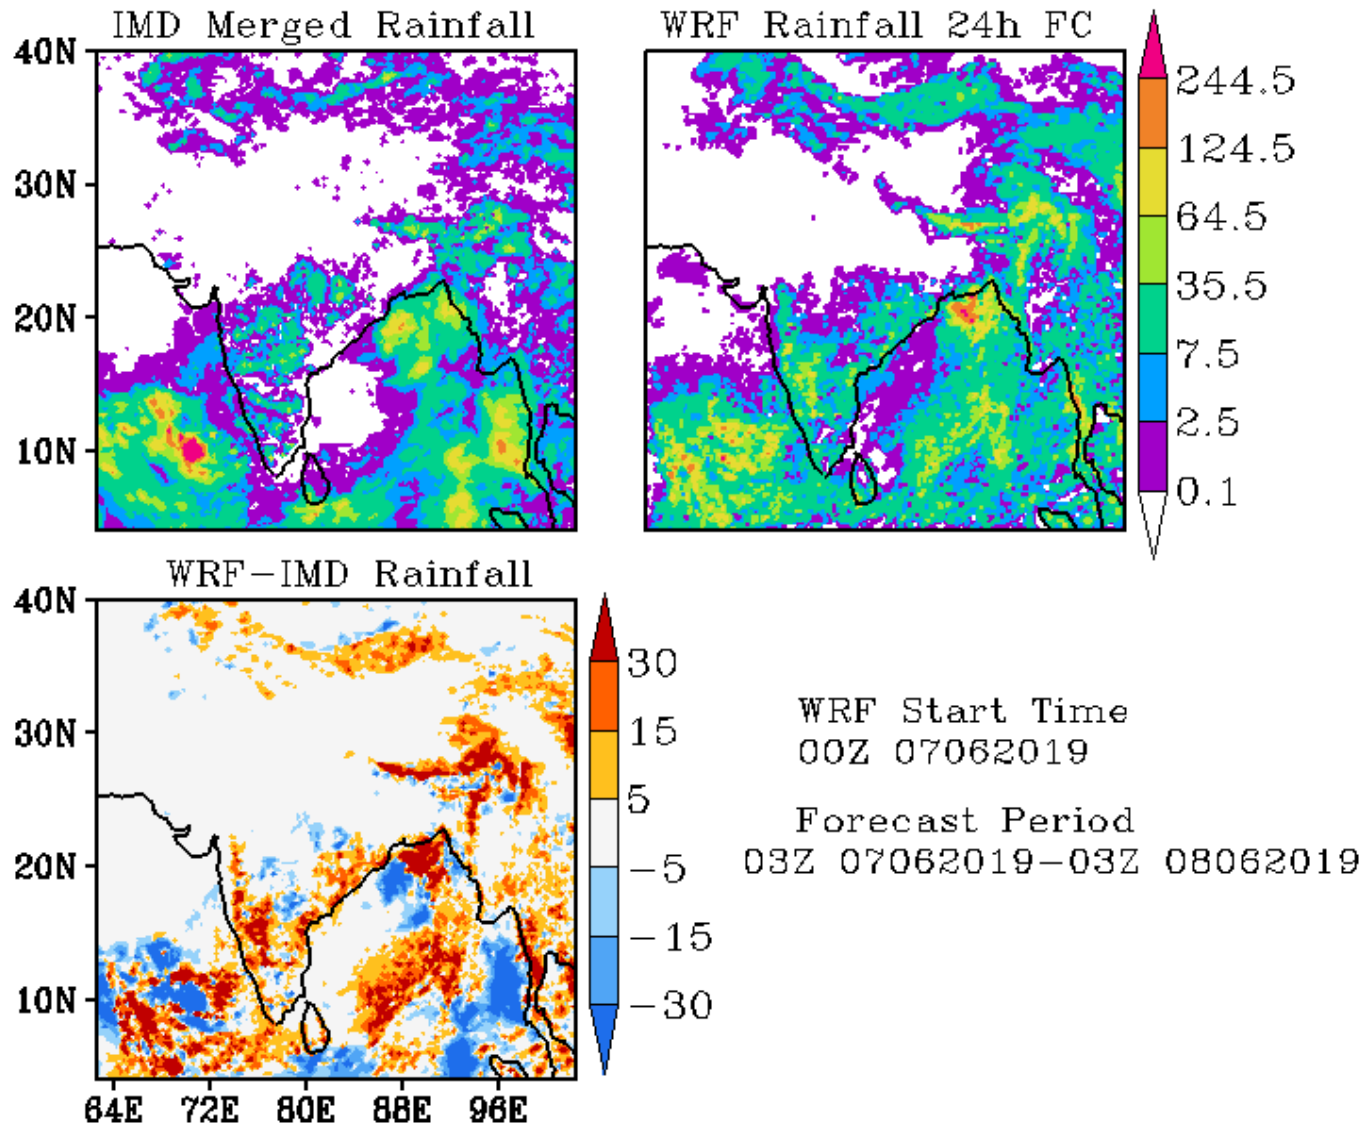 IMD Merged Rainfall
WRF Rainfall 24h FC
40N
30N
20N
10N
244.5
124.5
64.5
35.5
7.5
2.5
0.1
WRF-IMD Rainfall
40N
30N
20N
10N
64E 72E 80E 88E 96E
30
15
5
-5
-15
-30
WRF Start Time
00Z 07062019
Forecast Period
03Z 07062019-03Z 08062019